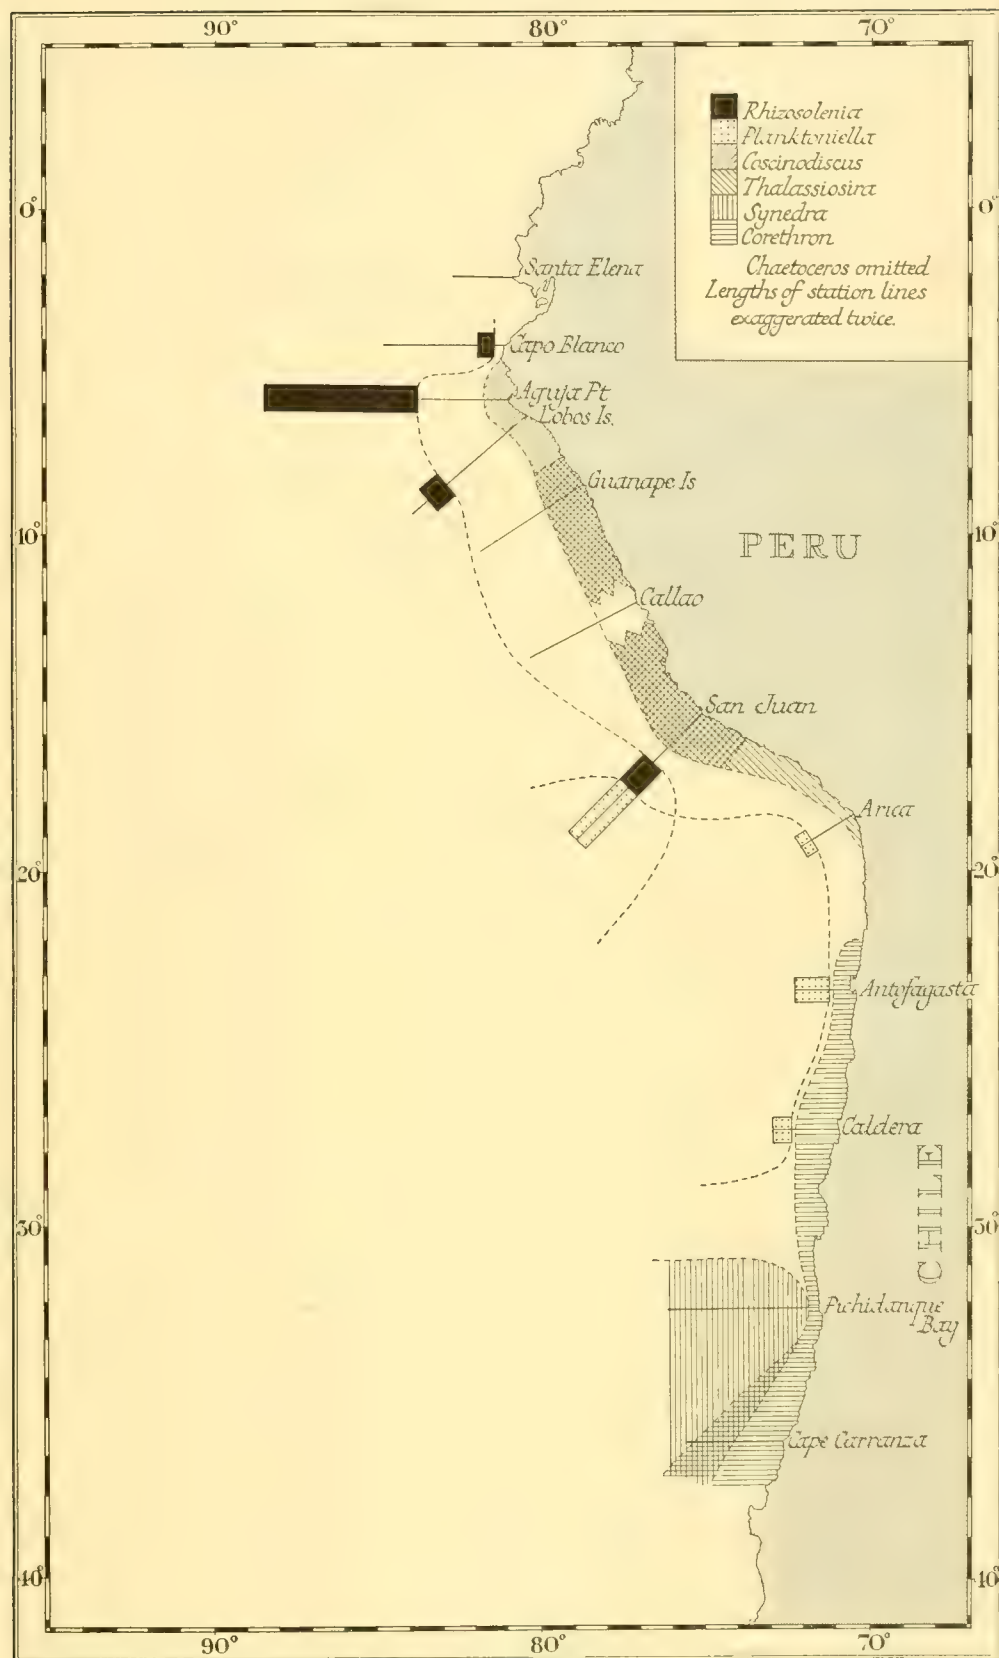 90° 80° 70°
Rhizosolenia
Planktoniella
Coscinodiscus
Thalassiosira
Synedra
Corethron
Chaetoceros omitted
Lengths of station lines
exaggerated twice.
0° 0°
Santa Elena
Capo Blanco
Aguja Pt
Lobos Is.
Guanape Is
10° 10°
PERU
Callao
San Juan
Arica
20° 20°
Antofagasta
Caldera
CHILE
30° 30°
Pichidanque
Bay
Cape Carranza
40° 40°
90° 80° 70°